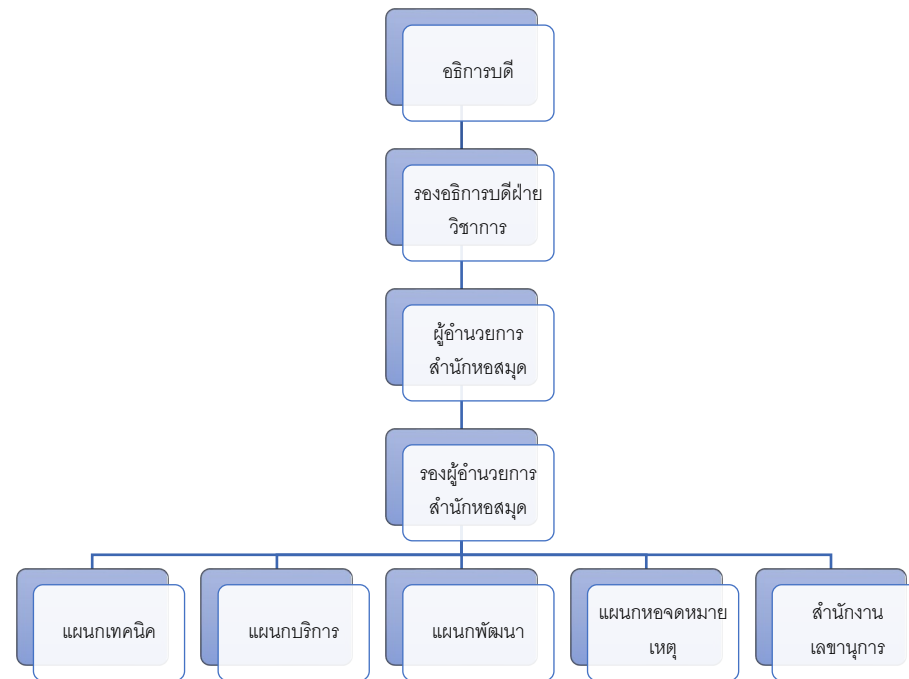 อธิการบดี
รองอธิการบดีฝ่าย
วิชาการ
ผู้อำนวยการ
สำนักหอสมุด
รองผู้อำนวยการ
สำนักหอสมุด
แผนกเทคนิค
แผนกบริการ
แผนกพัฒนา
แผนกหอจดหมาย
เหตุ
สำนักงาน
เลขานุการ